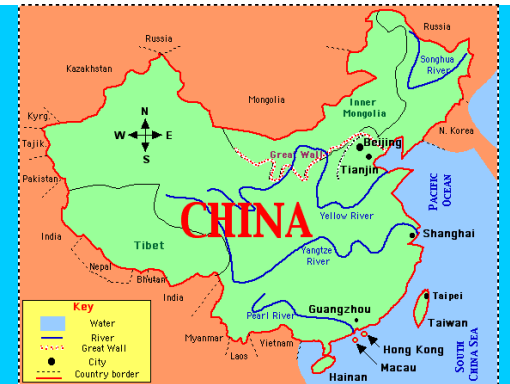 Russia
Russia
Songhua
River
Kazakhstan
Mongolia
Inner
Mongolia
Kyrg.
N
W
E
S
N. Korea
Tajik.
Beijing
Great Wall
Tianjin
Pakistan
PACIFIC
OCEAN
CHINA
Yellow River
Shanghai
India
Tibet
Yangtze
River
Nepal
Bhutan
India
Taipei
Key
Water
River
Great Wall
City
Country border
Pearl River
Guangzhou
Taiwan
Myanmar
Vietnam
Laos
Hong Kong
Macau
Hainan
SOUTH
CHINA SEA